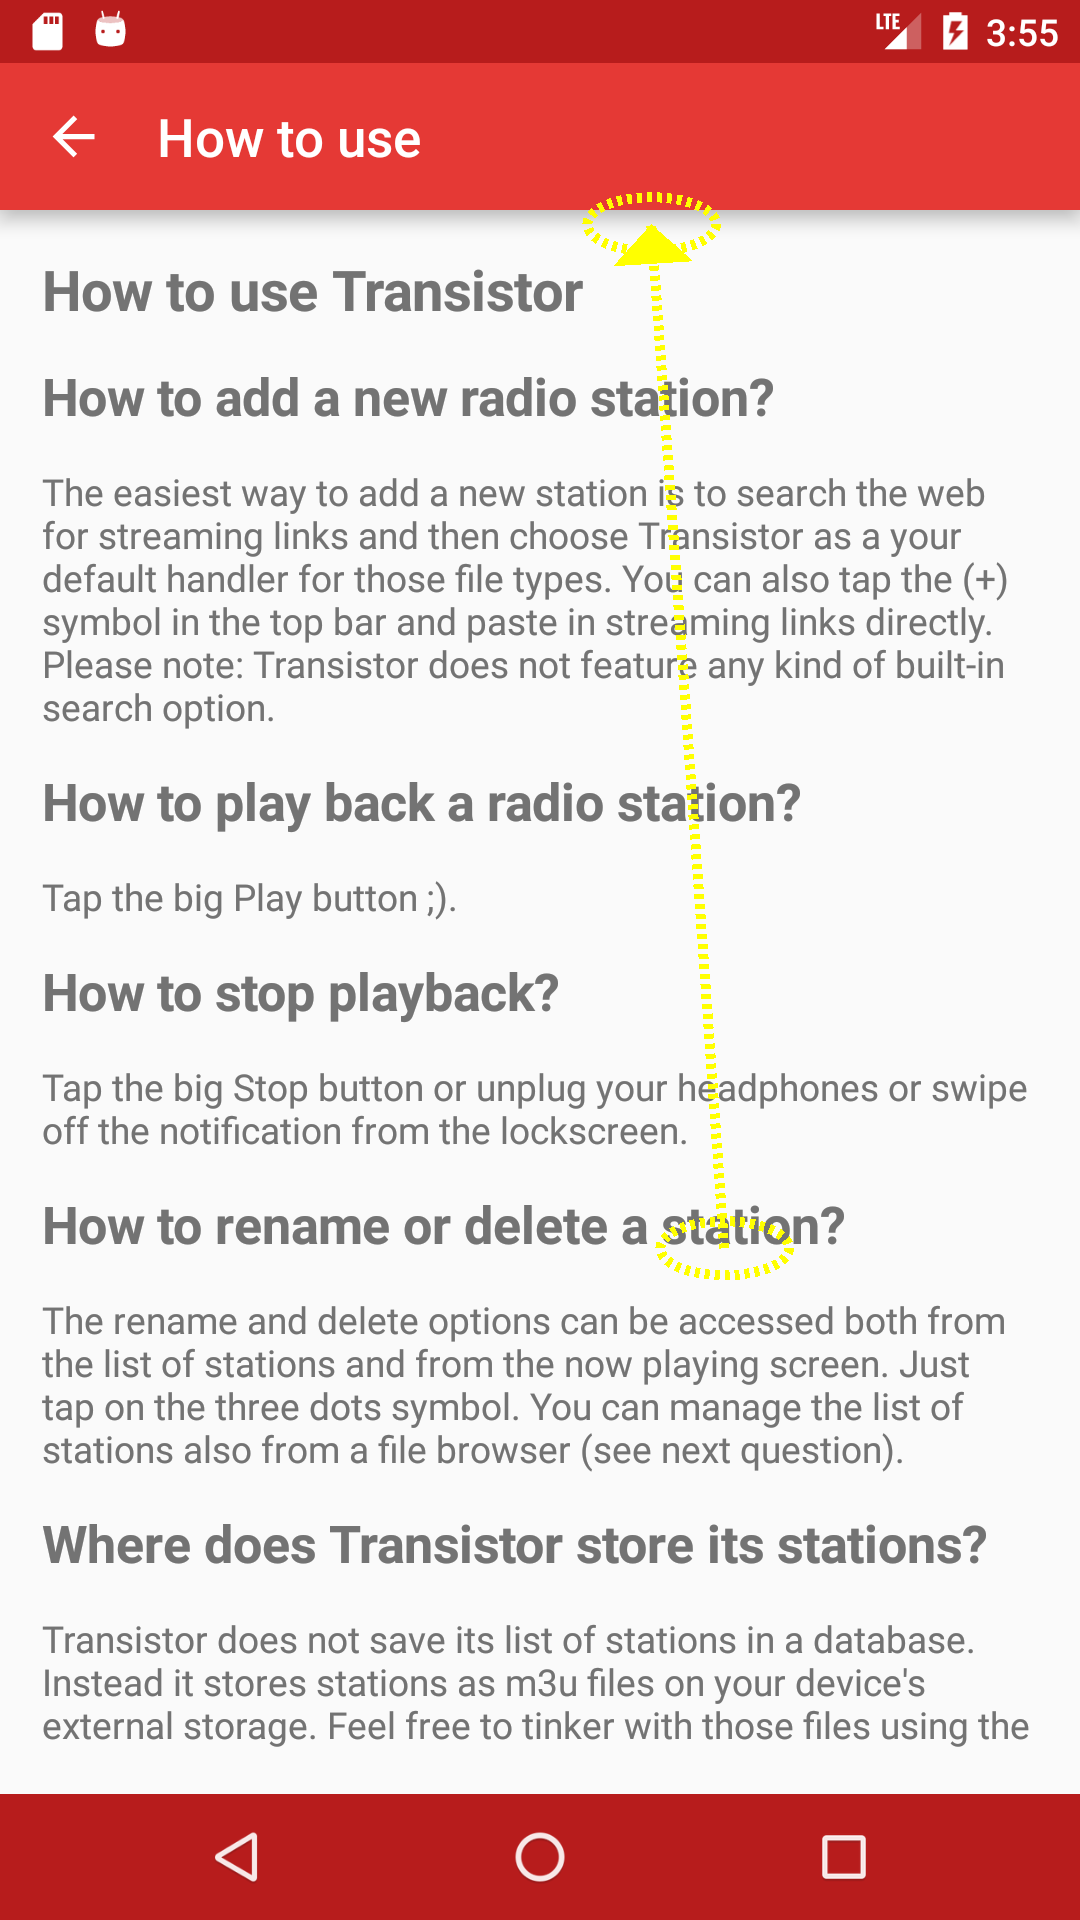 LTE 3:55
How to use
How to use Transistor
How to add a new radio station?
The easiest way to add a new station is to search the web
for streaming links and then choose Transistor as a your
default handler for those file types. You can also tap the (+)
symbol in the top bar and paste in streaming links directly.
Please note: Transistor does not feature any kind of built-in
search option.
How to play back a radio station?
Tap the big Play button ;).
How to stop playback?
Tap the big Stop button or unplug your headphones or swipe
off the notification from the lockscreen.
How to rename or delete a station?
The rename and delete options can be accessed both from
the list of stations and from the now playing screen. Just
tap on the three dots symbol. You can manage the list of
stations also from a file browser (see next question).
Where does Transistor store its stations?
Transistor does not save its list of stations in a database.
Instead it stores stations as m3u files on your device's
external storage. Feel free to tinker with those files using the